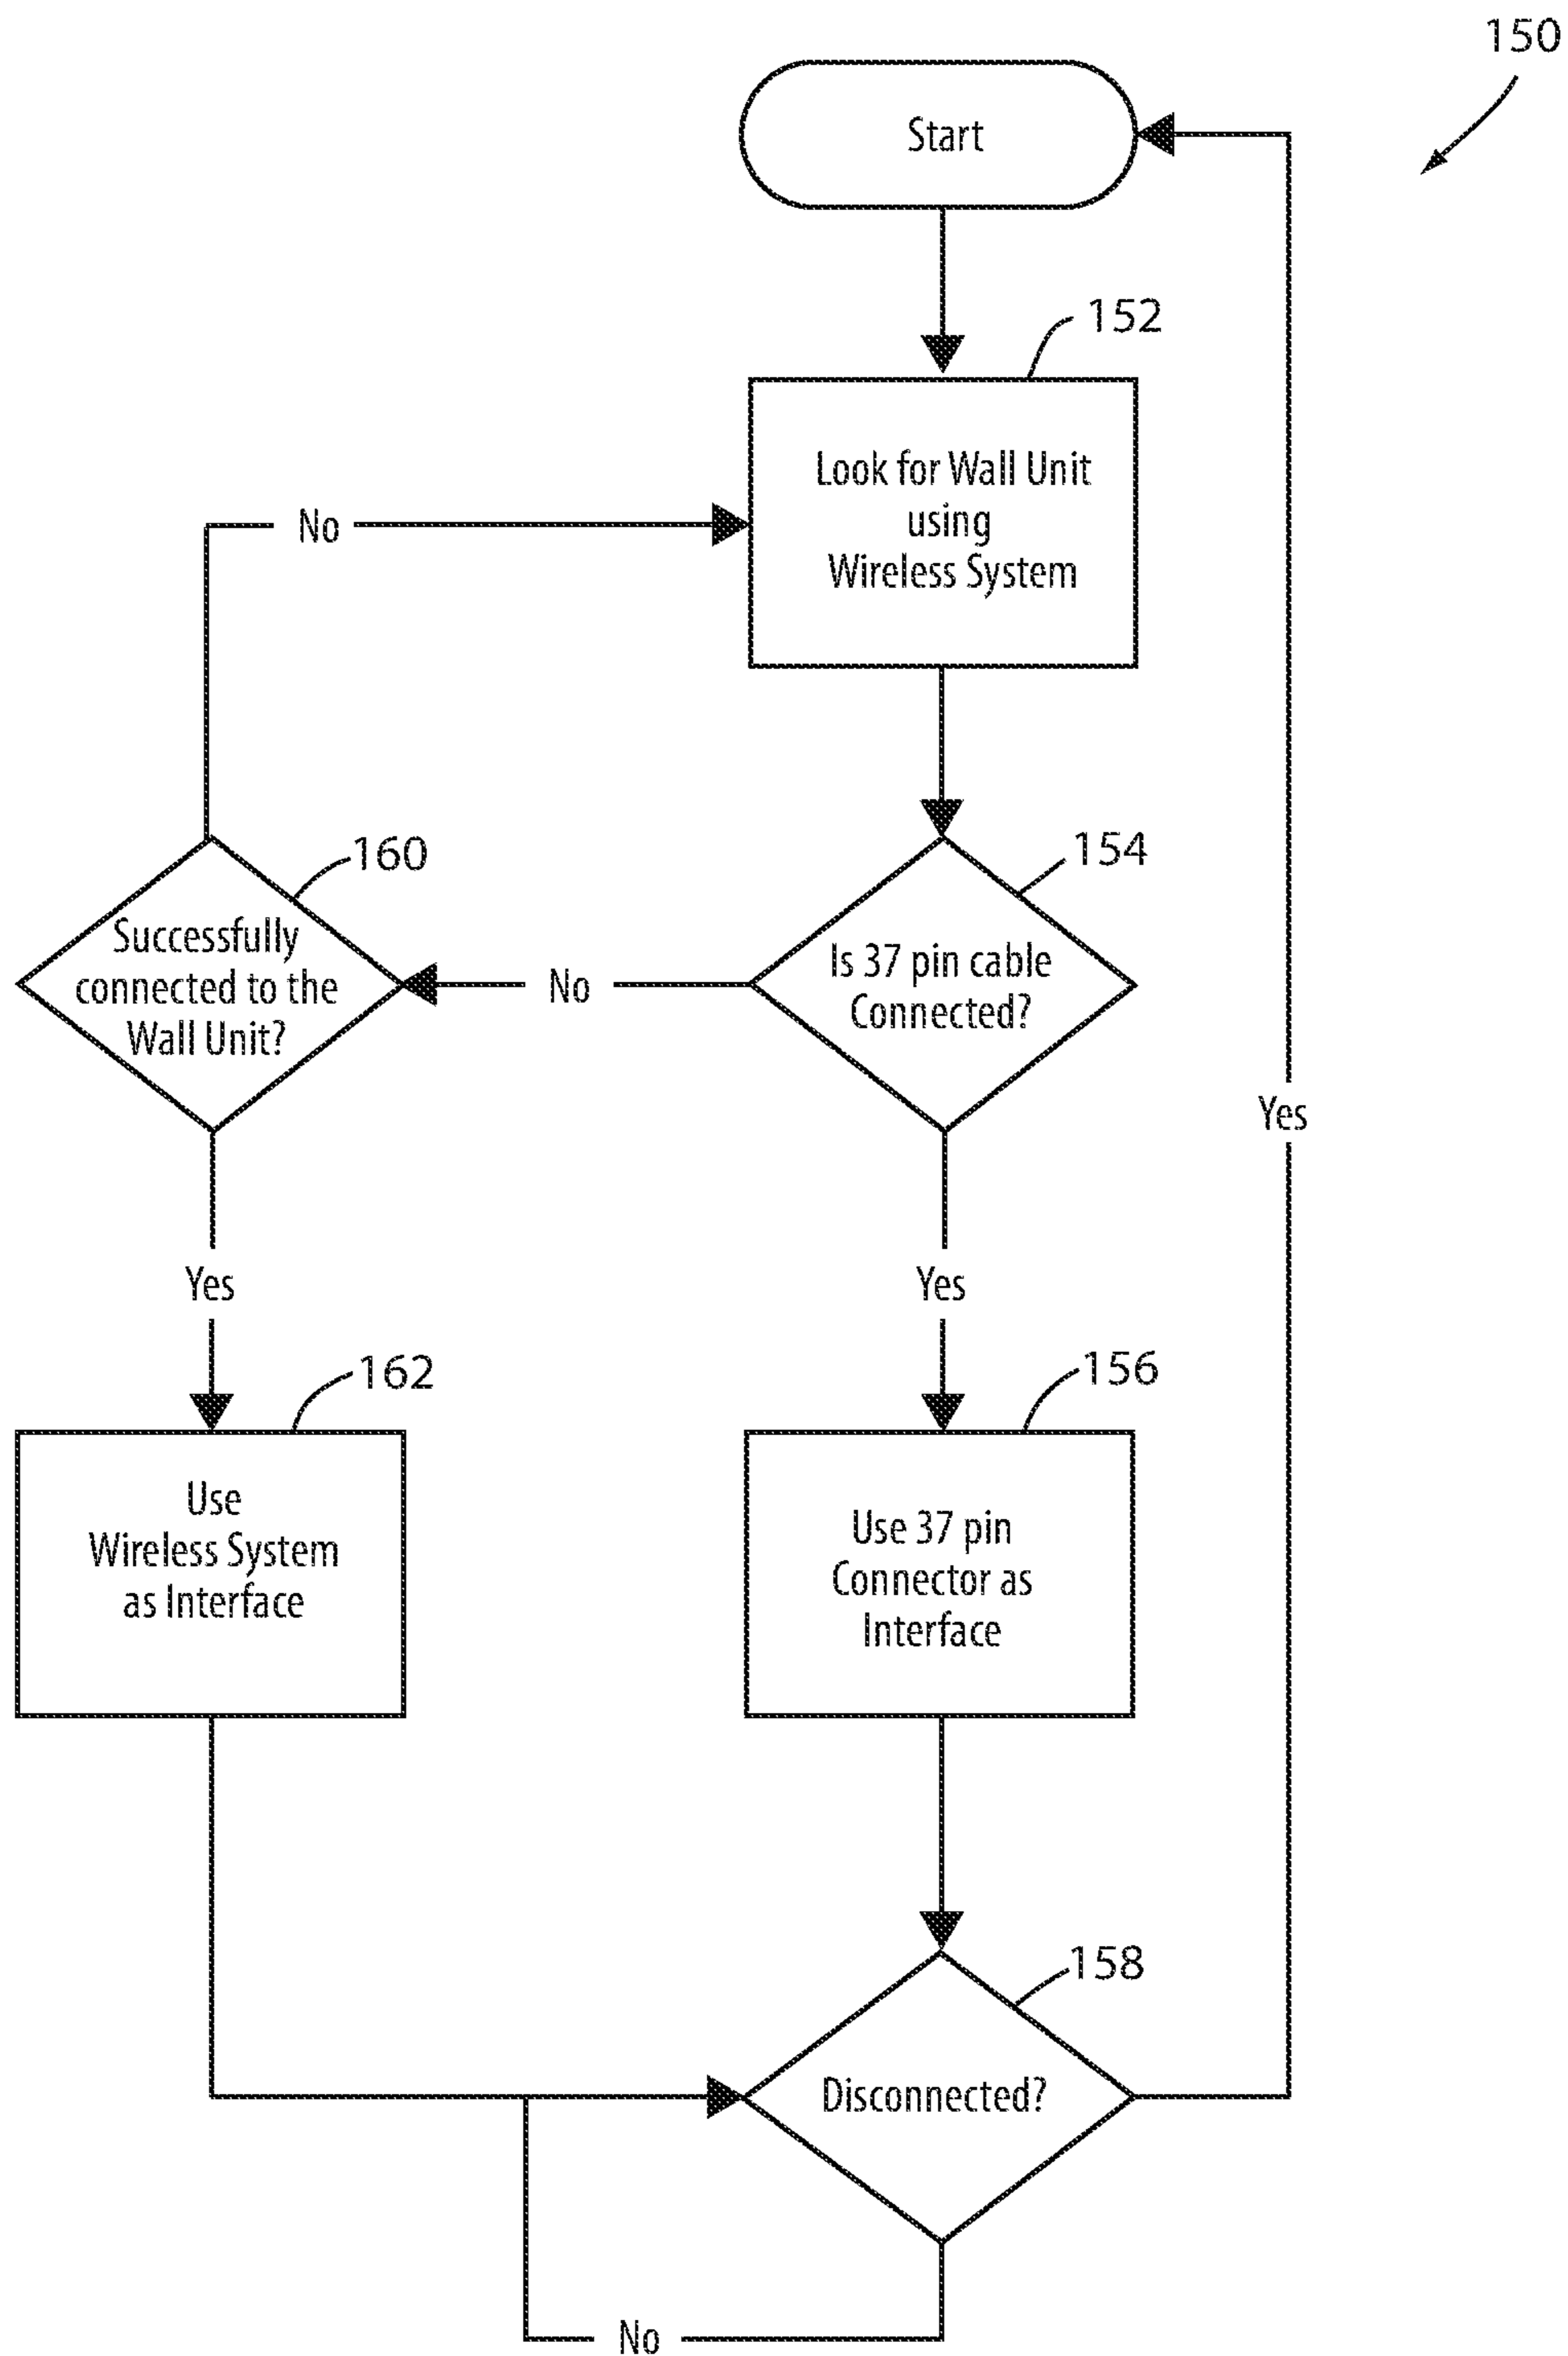 150
Start
152
Look for Wall Unit
using
Wireless System
No
160
Successfully
connected to the
Wall Unit?
No
154
Is 37 pin cable
Connected?
Yes
Yes
Yes
162
Use
Wireless System
as Interface
156
Use 37 pin
Connector as
Interface
158
Disconnected?
No